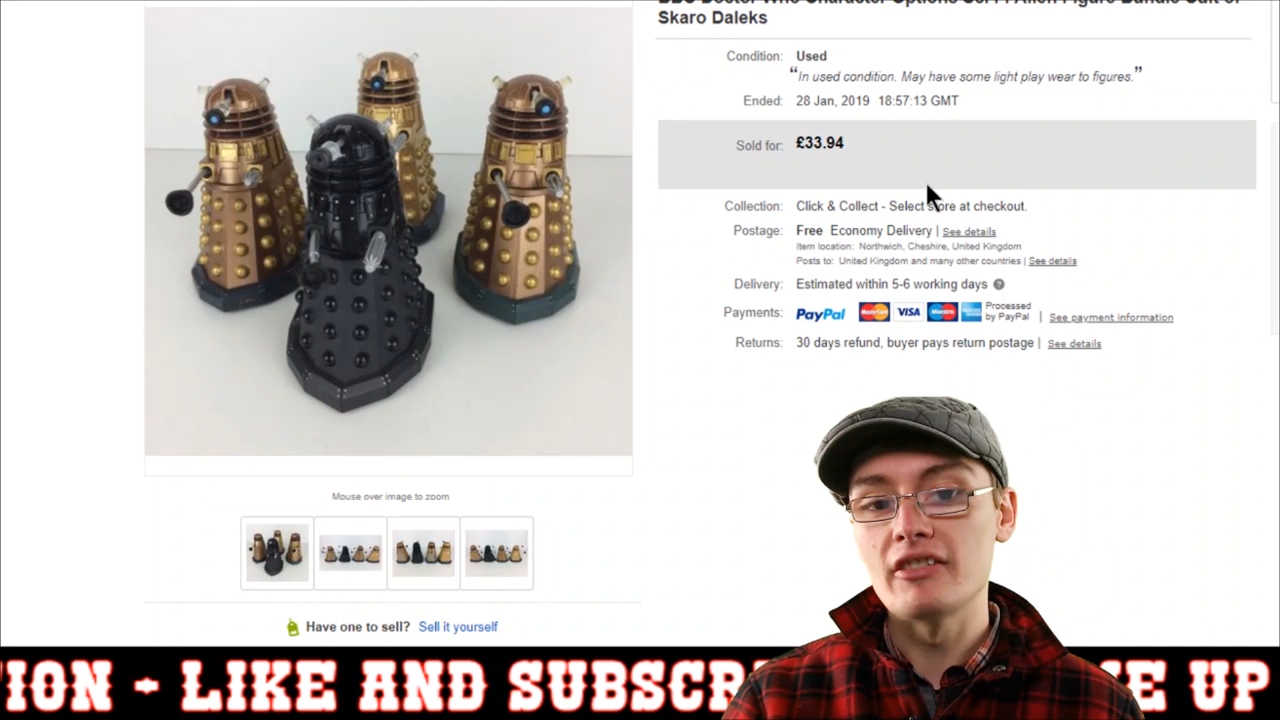 Skaro Daleks
Condition: Used
“In used condition. May have some light play wear to figures.”
Ended: 28 Jan, 2019 18:57:13 GMT
Sold for: £33.94
Collection: Click & Collect - Select store at checkout.
Postage: Free Economy Delivery | See details
Item location: Northwich, Cheshire, United Kingdom
Posts to: United Kingdom and many other countries | See details
Delivery: Estimated within 5-6 working days ?
Payments: PayPal MasterCard VISA Maestro Processed by PayPal | See payment information
Returns: 30 days refund, buyer pays return postage | See details
Mouse over image to zoom
Have one to sell? Sell it yourself
ION - LIKE AND SUBSCR E UP